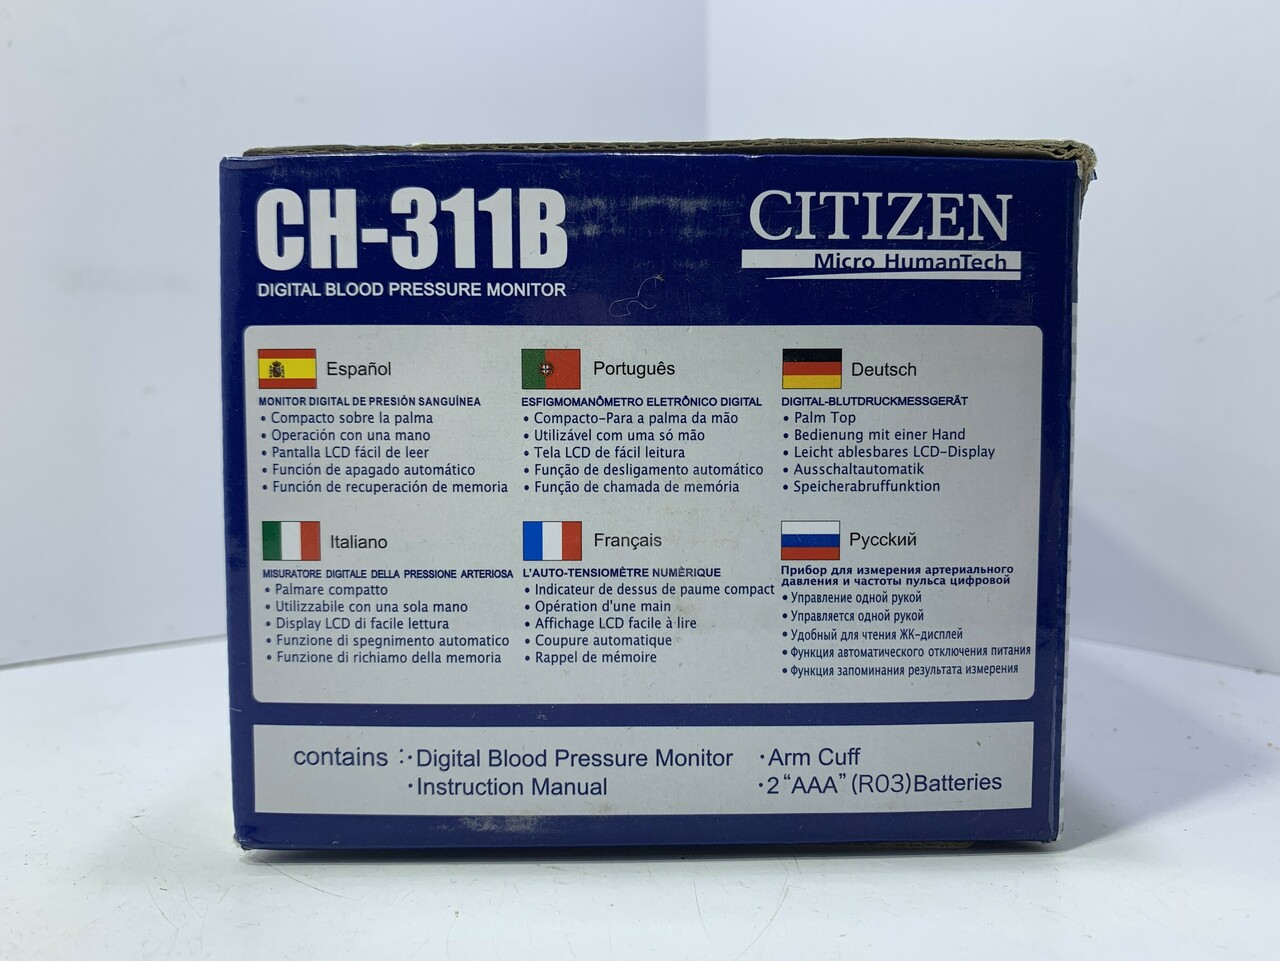 CH-311B
DIGITAL BLOOD PRESSURE MONITOR
CITIZEN
Micro HumanTech
Español
MONITOR DIGITAL DE PRESIÓN SANGUÍNEA
• Compacto sobre la palma
• Operación con una mano
• Pantalla LCD fácil de leer
• Función de apagado automático
• Función de recuperación de memoria
Português
ESFIGMOMANÔMETRO ELETRÔNICO DIGITAL
• Compacto-Para a palma da mão
• Utilizável com uma só mão
• Tela LCD de fácil leitura
• Função de desligamento automático
• Função de chamada de memória
Deutsch
DIGITAL-BLUTDRUCKMESSGERÄT
• Palm Top
• Bedienung mit einer Hand
• Leicht ablesbares LCD-Display
• Ausschaltautomatik
• Speicherabruffunktion
Italiano
MISURATORE DIGITALE DELLA PRESSIONE ARTERIOSA
• Palmare compatto
• Utilizzabile con una sola mano
• Display LCD di facile lettura
• Funzione di spegnimento automatico
• Funzione di richiamo della memoria
Français
L'AUTO-TENSIOMÈTRE NUMÈRIQUE
• Indicateur de dessus de paume compact
• Opération d'une main
• Affichage LCD facile à lire
• Coupure automatique
• Rappel de mémoire
Русский
Прибор для измерения артериального
давления и частоты пульса цифровой
• Управление одной рукой
• Управляется одной рукой
• Удобный для чтения ЖК-дисплей
• Функция автоматического отключения питания
• Функция запоминания результата измерения
contains :· Digital Blood Pressure Monitor · Arm Cuff
· Instruction Manual · 2 “AAA” (R03) Batteries